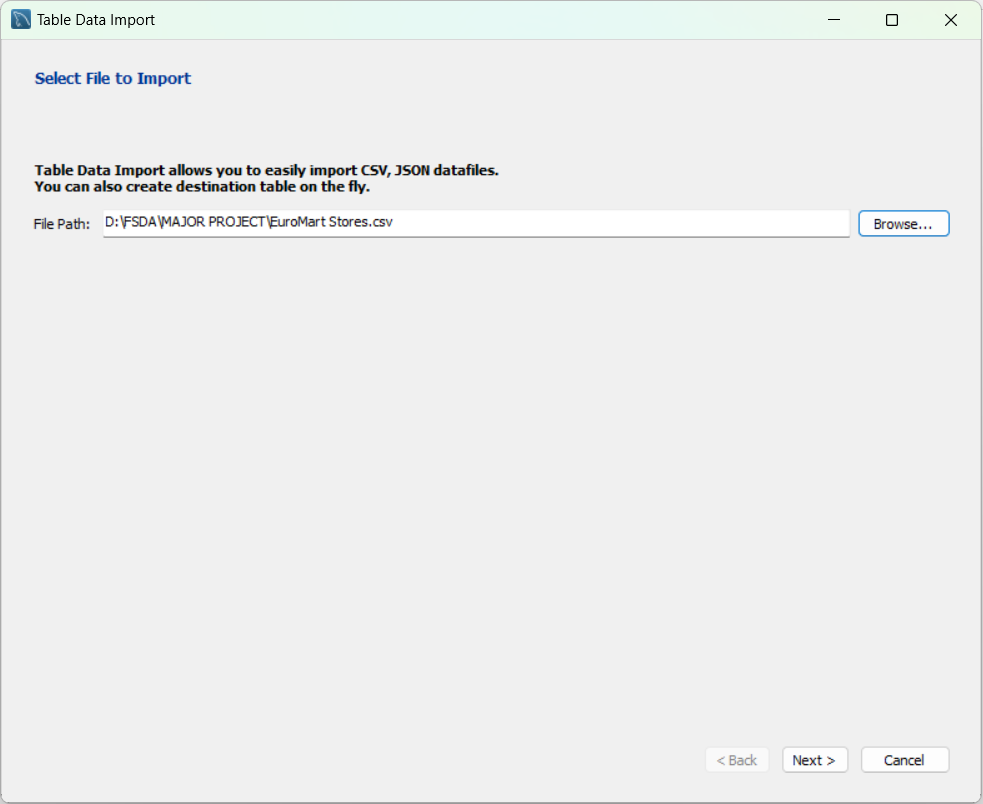 Table Data Import
Select File to Import
Table Data Import allows you to easily import CSV, JSON datafiles.
You can also create destination table on the fly.
File Path: D:\FSDA\MAJOR PROJECT\EuroMart Stores.csv Browse...
< Back Next > Cancel